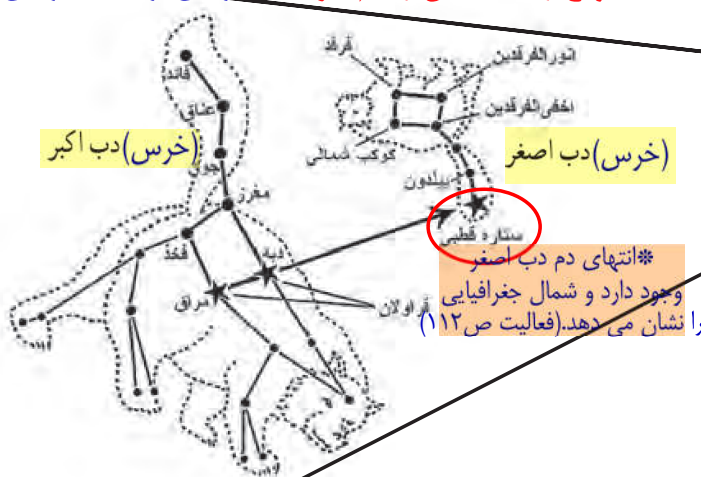 قائد
عناق
جون
مغرز
فخذ
دبه
مراق
قراولان
(خرس)دب اکبر
فرقد
انورالفرقدین
اخفی‌الفرقدین
کوکب شمالی
ییلدون
ستاره قطبی
(خرس)دب اصغر
*انتهای دم دب اصغر
وجود دارد و شمال جغرافیایی
را نشان می دهد.(فعالیت ص۱۱۲)